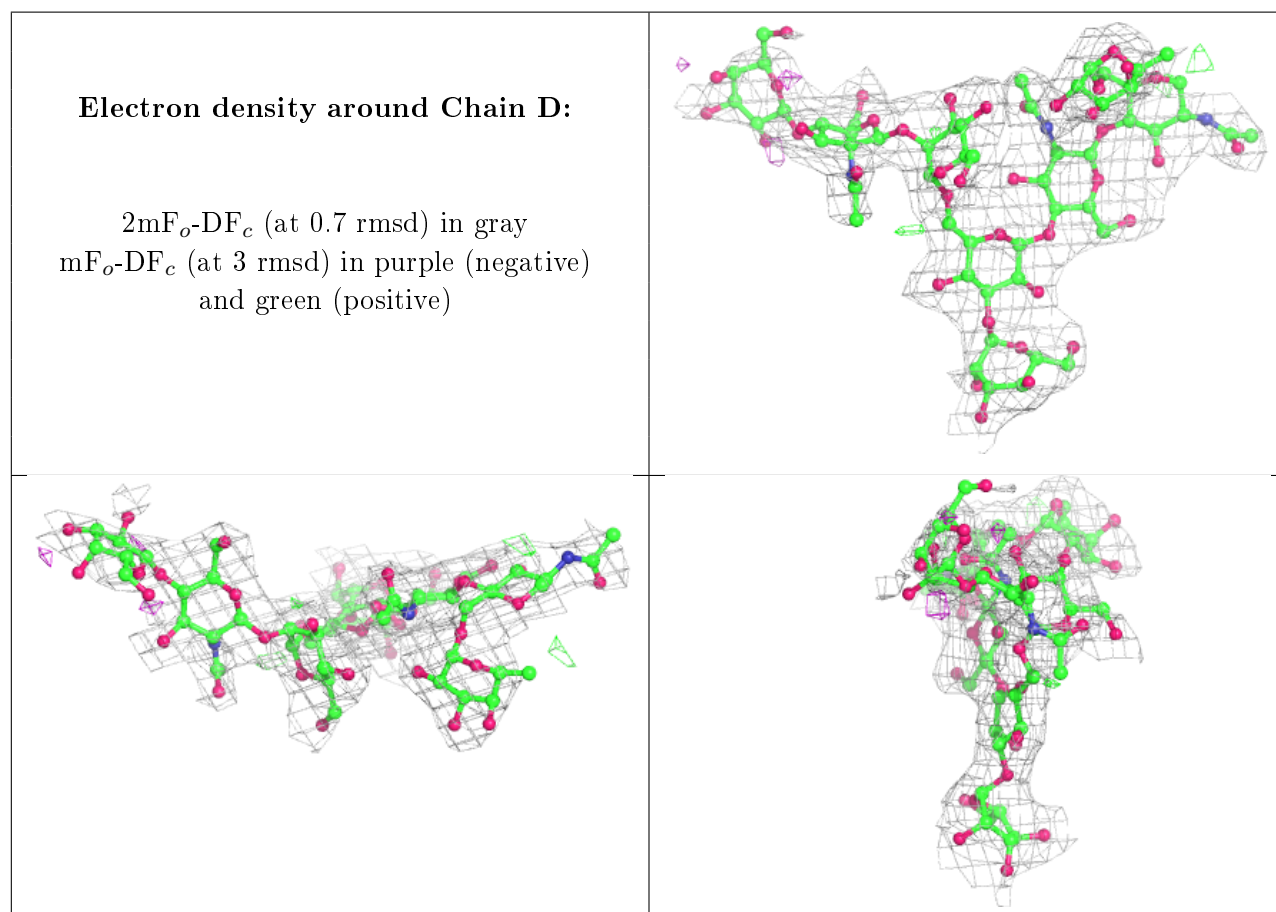 Electron density around Chain D:
2mFₒ-DF𝒸 (at 0.7 rmsd) in gray
mFₒ-DF𝒸 (at 3 rmsd) in purple (negative)
and green (positive)